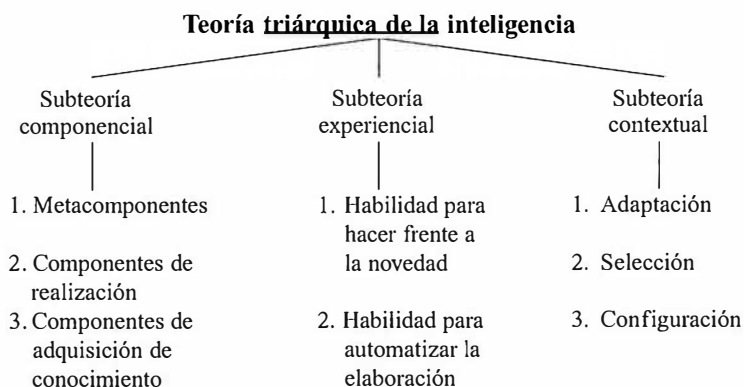 Teoría triárquica de la inteligencia
Subteoría
componencial
1. Metacomponentes
2. Componentes de
realización
3. Componentes de
adquisición de
conocimiento
Subteoría
experiencial
1. Habilidad para
hacer frente a
la novedad
2. Habilidad para
automatizar la
elaboración
Subteoría
contextual
1. Adaptación
2. Selección
3. Configuración